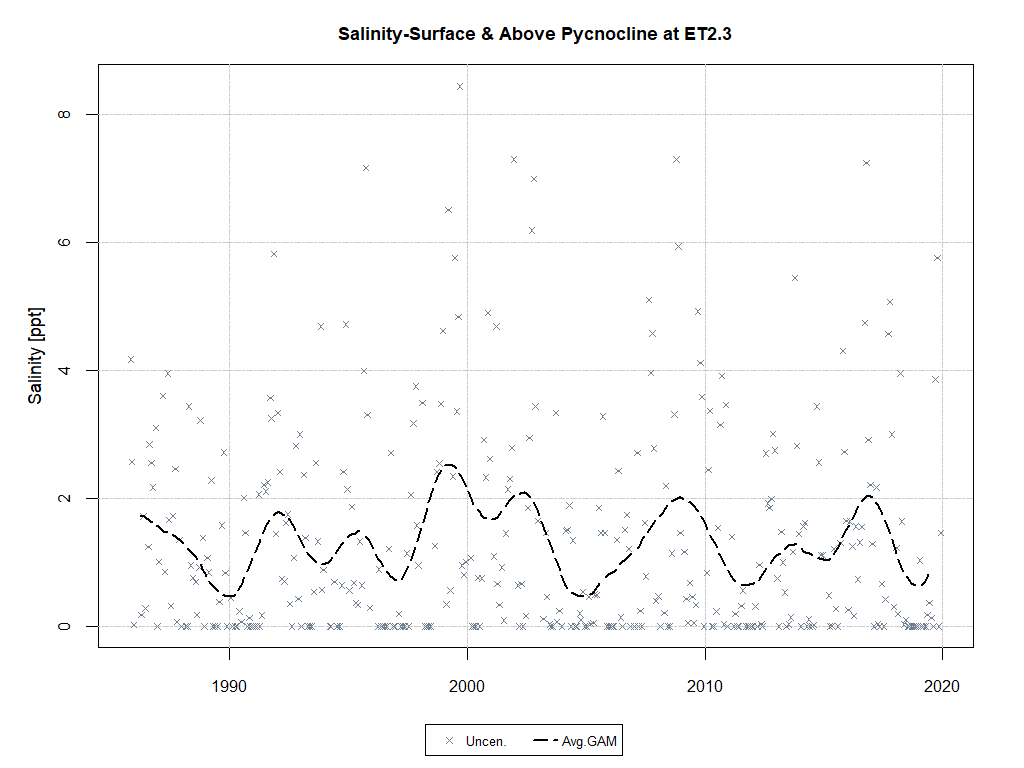 Salinity-Surface & Above Pycnocline at ET2.3
Salinity [ppt]
8
6
4
2
0
1990
2000
2010
2020
Uncen.
Avg.GAM